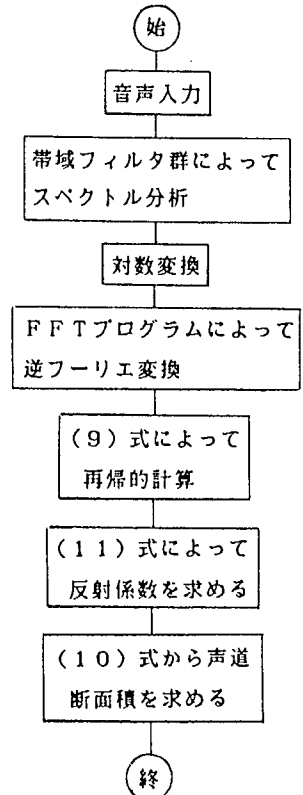 始
音声入力
帯域フィルタ群によって
スペクトル分析
対数変換
FFTプログラムによって
逆フーリエ変換
(9)式によって
再帰的計算
(11)式によって
反射係数を求める
(10)式から声道
断面積を求める
終